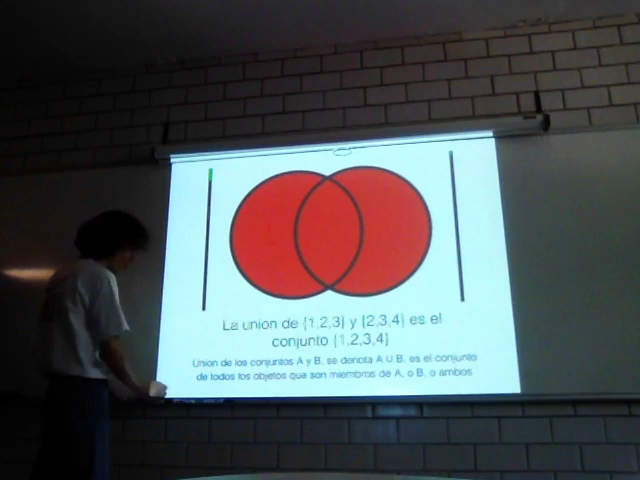 La union de {1,2,3} y {2,3,4} es el
conjunto {1,2,3,4}
Union de los conjuntos A y B, se denota A U B, es el conjunto
de todos los objetos que son miembros de A, o B, o ambos